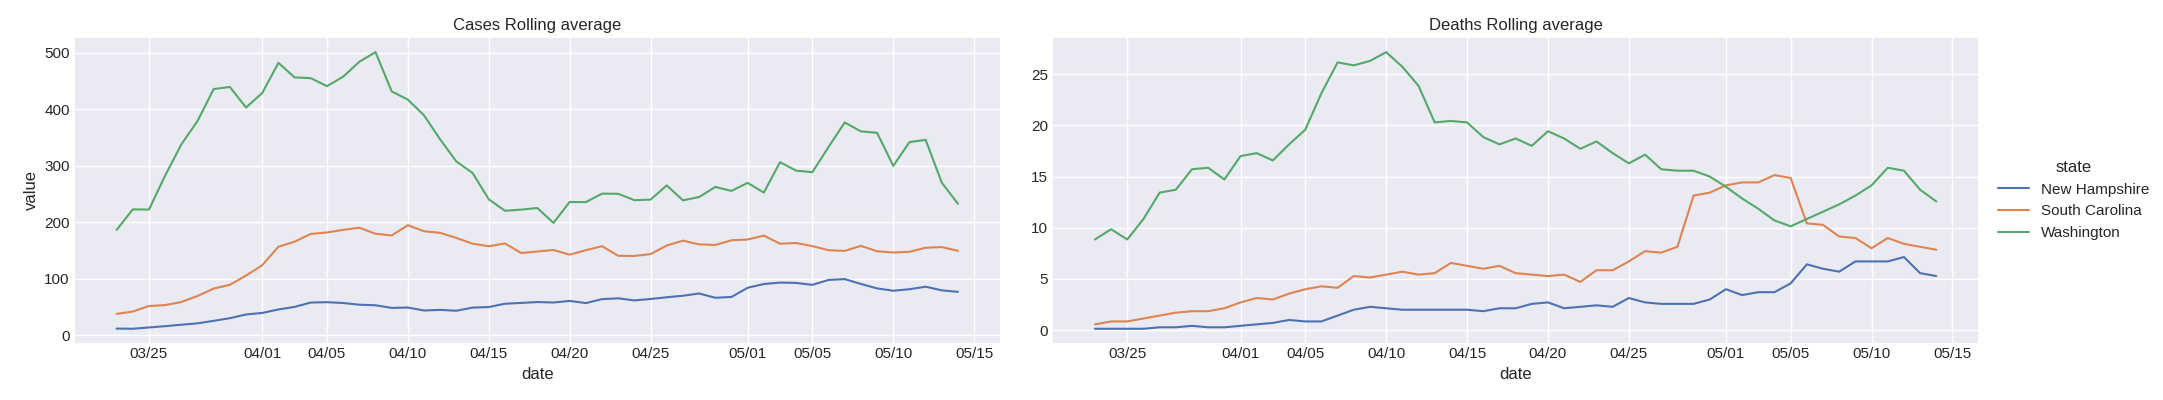 Cases Rolling average
value
500
400
300
200
100
0
03/25 04/01 04/05 04/10 04/15 04/20 04/25 05/01 05/05 05/10 05/15
date
Deaths Rolling average
25
20
15
10
5
0
03/25 04/01 04/05 04/10 04/15 04/20 04/25 05/01 05/05 05/10 05/15
date
state
New Hampshire
South Carolina
Washington